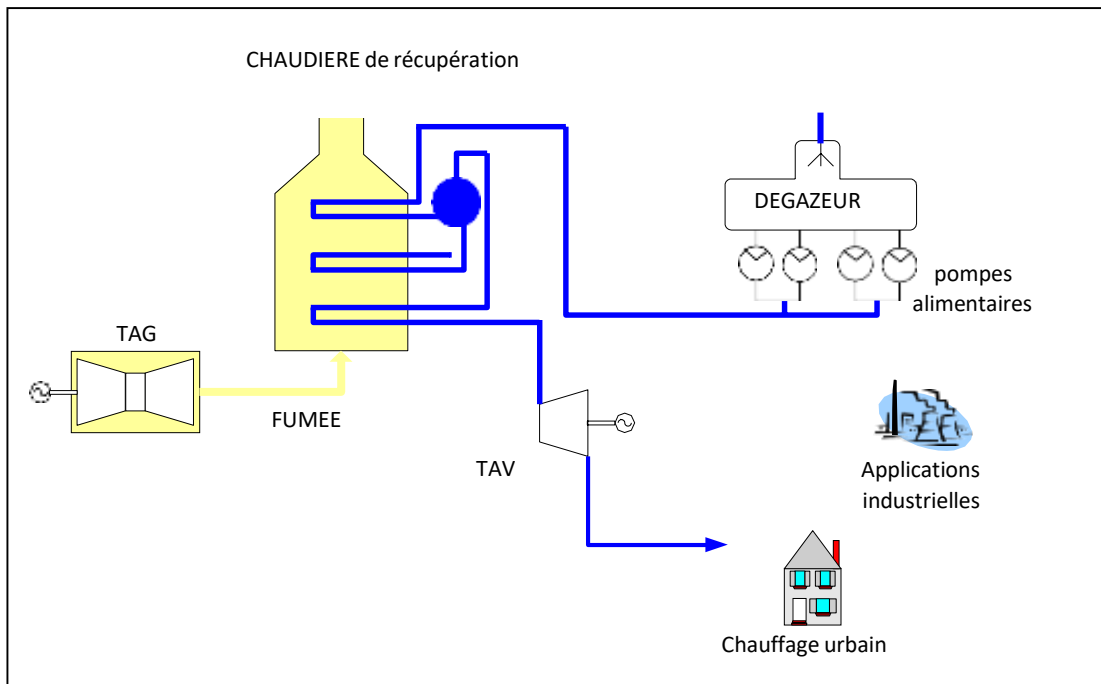 CHAUDIERE de récupération
DEGAZEUR
pompes
alimentaires
TAG
FUMEE
TAV
Applications
industrielles
Chauffage urbain